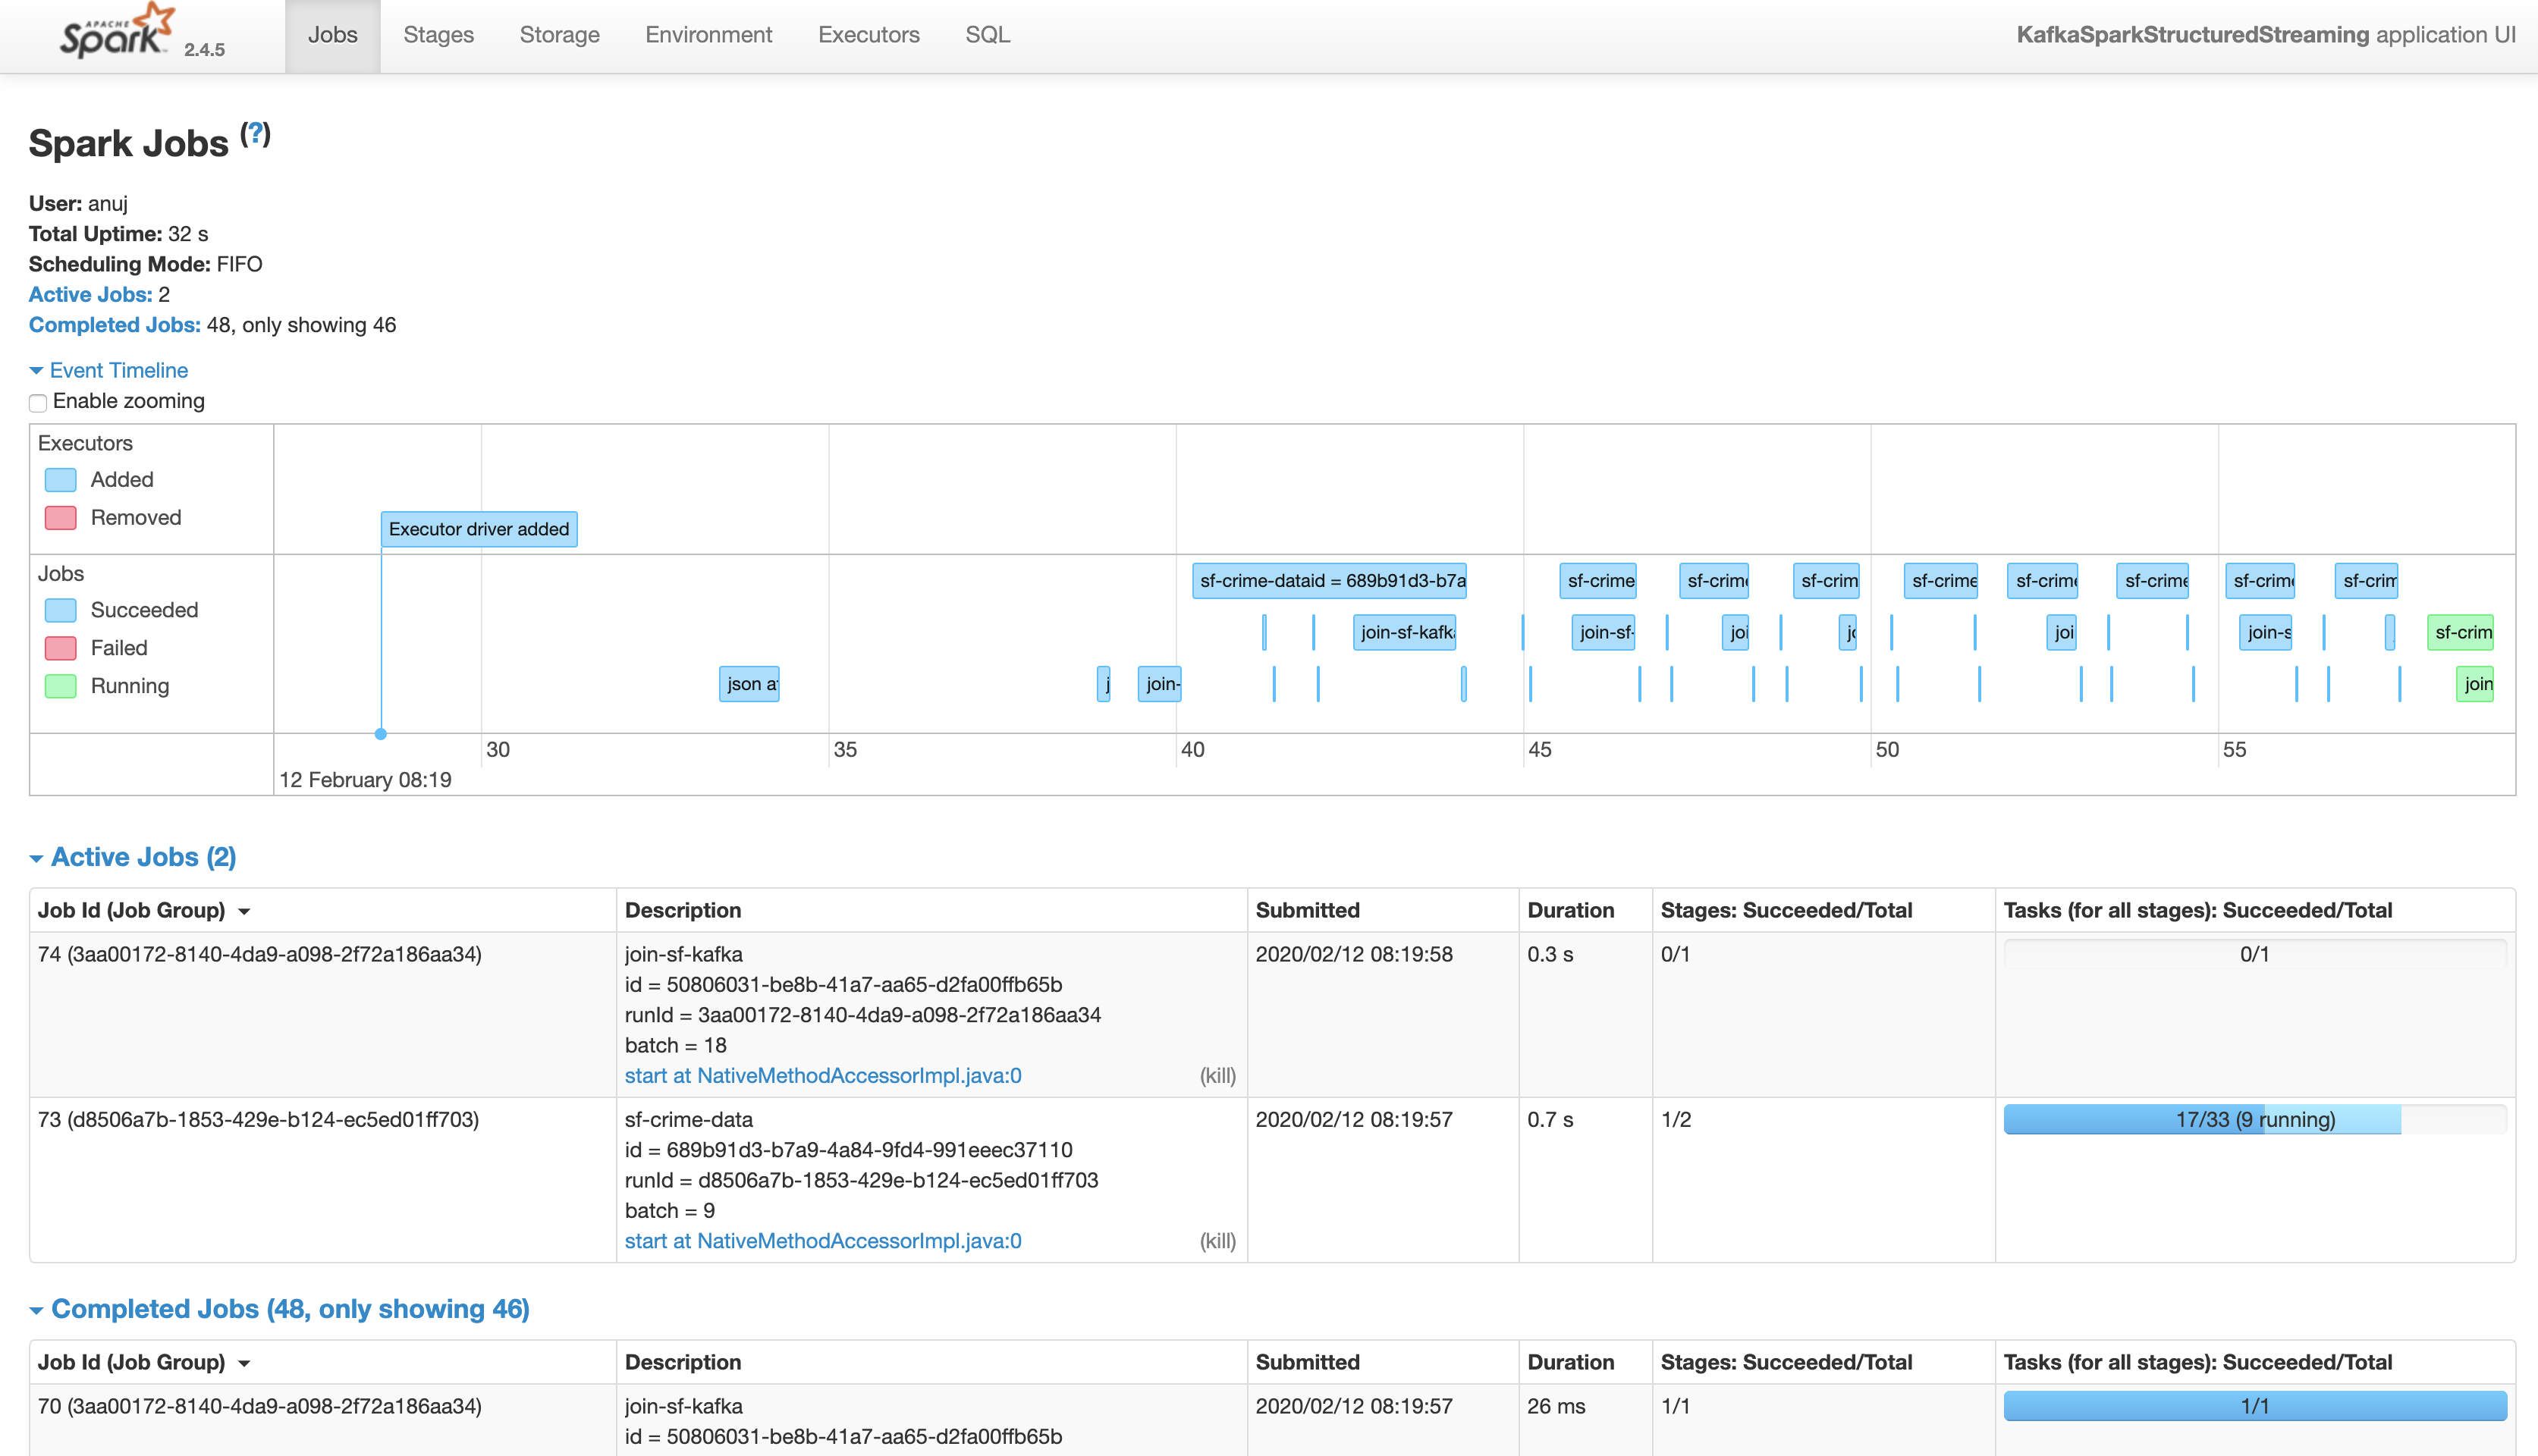 APACHE
Spark 2.4.5
Jobs Stages Storage Environment Executors SQL KafkaSparkStructuredStreaming application UI
Spark Jobs (?)
User: anuj
Total Uptime: 32 s
Scheduling Mode: FIFO
Active Jobs: 2
Completed Jobs: 48, only showing 46
Event Timeline
Enable zooming
Executors
Added
Removed
Executor driver added
Jobs
Succeeded
Failed
Running
sf-crime-dataid = 689b91d3-b7a sf-crime sf-crim sf-crim sf-crime sf-crime sf-crime sf-crim sf-crim
join-sf-kafk join-sf- joi jo joi join-s sf-crim
json a j join- join
30 35 40 45 50 55
12 February 08:19
Active Jobs (2)
Job Id (Job Group) Description Submitted Duration Stages: Succeeded/Total Tasks (for all stages): Succeeded/Total
74 (3aa00172-8140-4da9-a098-2f72a186aa34) join-sf-kafka 2020/02/12 08:19:58 0.3 s 0/1 0/1
id = 50806031-be8b-41a7-aa65-d2fa00ffb65b
runId = 3aa00172-8140-4da9-a098-2f72a186aa34
batch = 18
start at NativeMethodAccessorImpl.java:0 (kill)
73 (d8506a7b-1853-429e-b124-ec5ed01ff703) sf-crime-data 2020/02/12 08:19:57 0.7 s 1/2 17/33 (9 running)
id = 689b91d3-b7a9-4a84-9fd4-991eeec37110
runId = d8506a7b-1853-429e-b124-ec5ed01ff703
batch = 9
start at NativeMethodAccessorImpl.java:0 (kill)
Completed Jobs (48, only showing 46)
Job Id (Job Group) Description Submitted Duration Stages: Succeeded/Total Tasks (for all stages): Succeeded/Total
70 (3aa00172-8140-4da9-a098-2f72a186aa34) join-sf-kafka 2020/02/12 08:19:57 26 ms 1/1 1/1
id = 50806031-be8b-41a7-aa65-d2fa00ffb65b